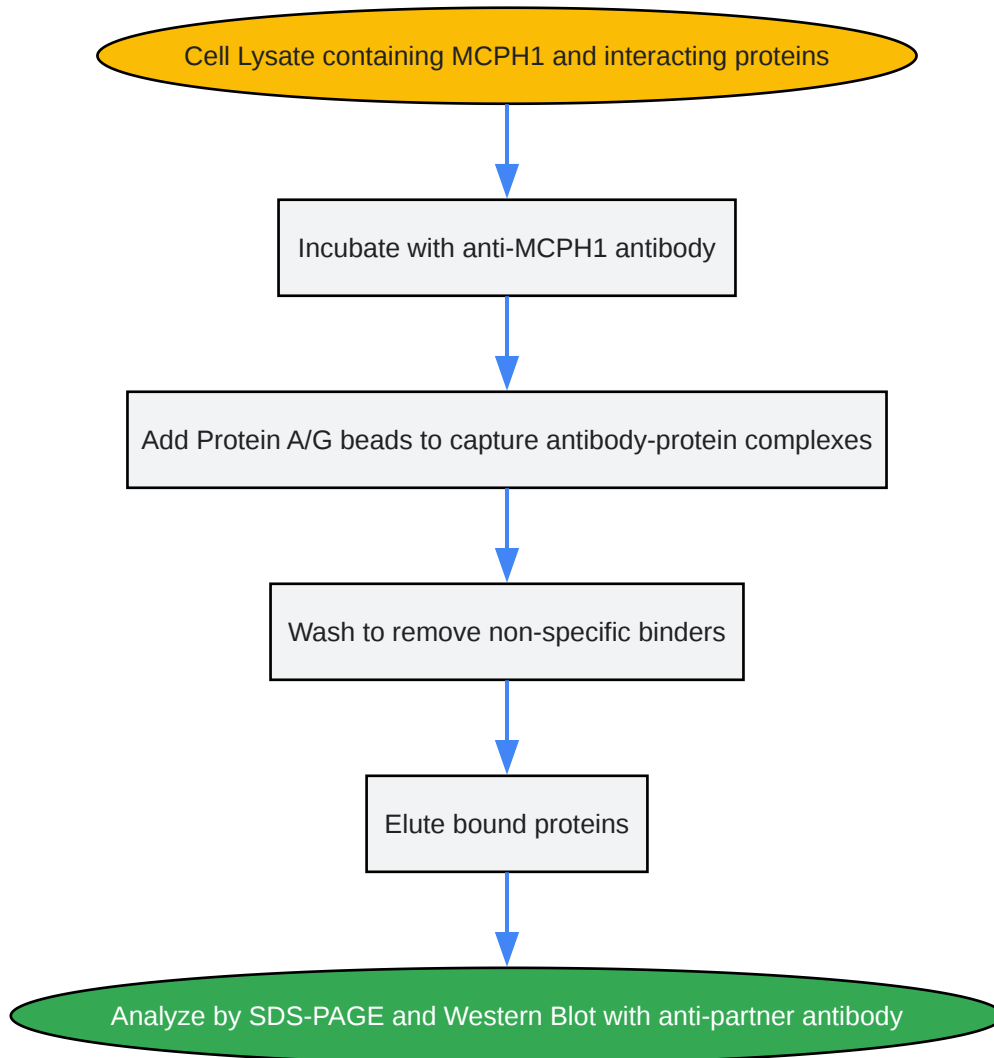 Cell Lysate containing MCPH1 and interacting proteins
Incubate with anti-MCPH1 antibody
Add Protein A/G beads to capture antibody-protein complexes
Wash to remove non-specific binders
Elute bound proteins
Analyze by SDS-PAGE and Western Blot with anti-partner antibody